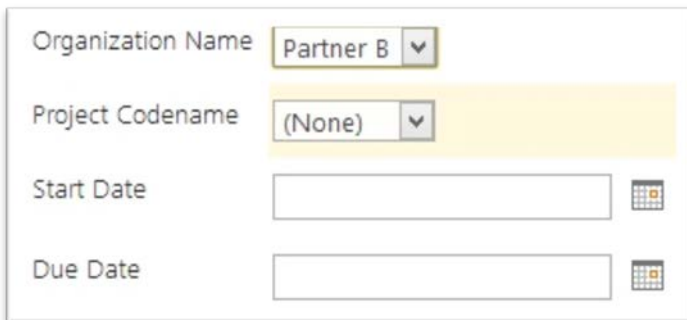 Organization Name Partner B
Project Codename (None)
Start Date
Due Date